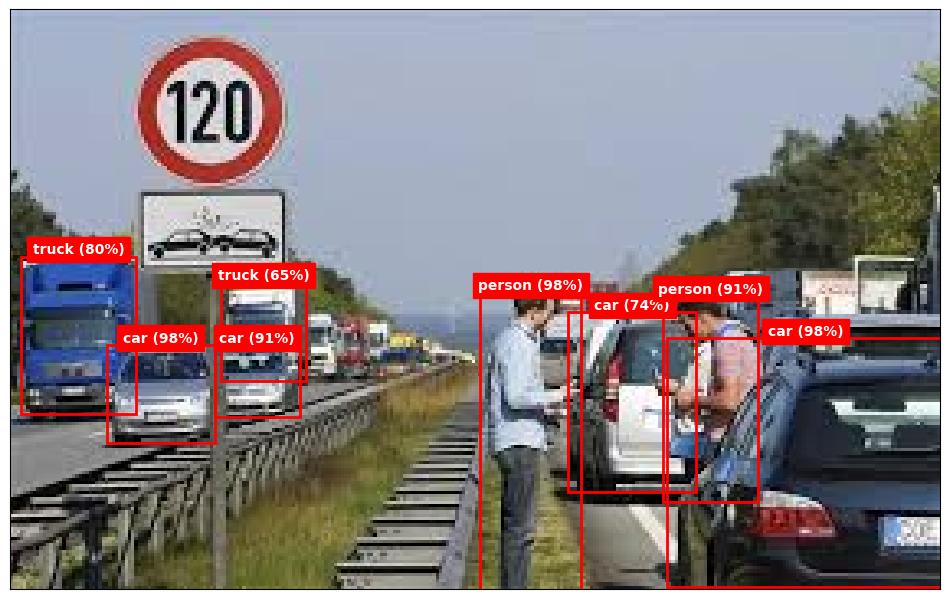 120
truck (80%)
truck (65%)
person (98%)
person (91%)
car (74%)
car (98%)
car (91%)
car (98%)